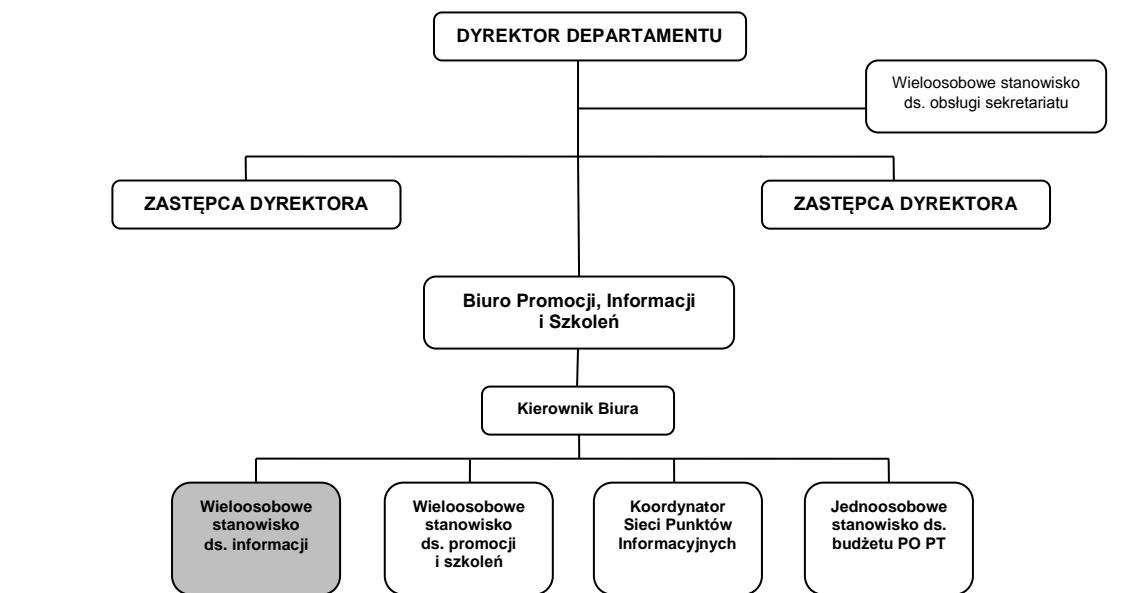 DYREKTOR DEPARTAMENTU
Wieloosobowe stanowisko
ds. obsługi sekretariatu
ZASTĘPCA DYREKTORA
ZASTĘPCA DYREKTORA
Biuro Promocji, Informacji
i Szkoleń
Kierownik Biura
Wieloosobowe
stanowisko
ds. informacji
Wieloosobowe
stanowisko
ds. promocji
i szkoleń
Koordynator
Sieci Punktów
Informacyjnych
Jednoosobowe
stanowisko ds.
budżetu PO PT